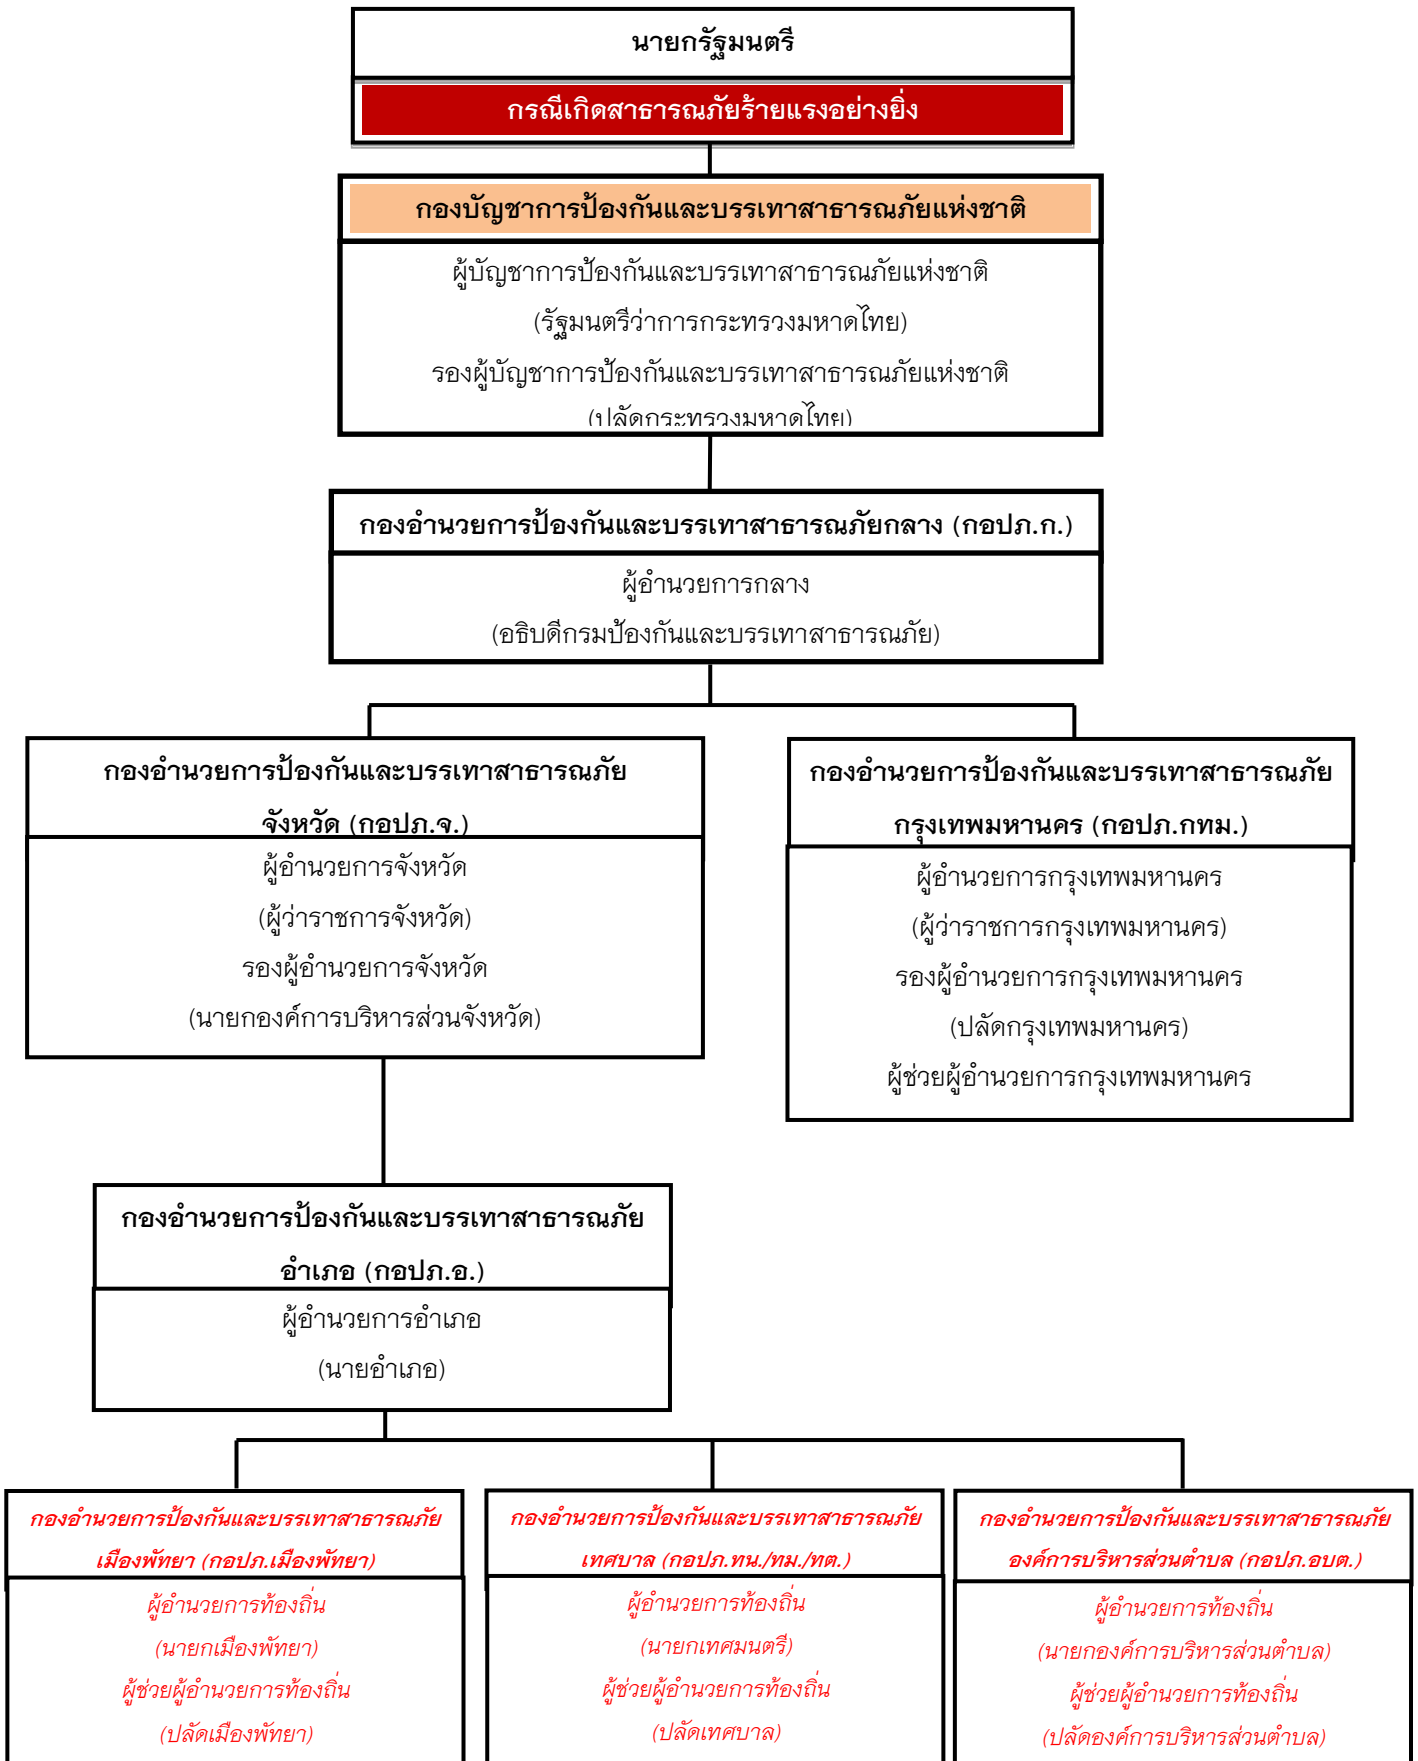 นายกรัฐมนตรี
กรณีเกิดสาธารณภัยร้ายแรงอย่างยิ่ง
กองบัญชาการป้องกันและบรรเทาสาธารณภัยแห่งชาติ
ผู้บัญชาการป้องกันและบรรเทาสาธารณภัยแห่งชาติ
(รัฐมนตรีว่าการกระทรวงมหาดไทย)
รองผู้บัญชาการป้องกันและบรรเทาสาธารณภัยแห่งชาติ
(ปลัดกระทรวงมหาดไทย)
กองอำนวยการป้องกันและบรรเทาสาธารณภัยกลาง (กอปภ.ก.)
ผู้อำนวยการกลาง
(อธิบดีกรมป้องกันและบรรเทาสาธารณภัย)
กองอำนวยการป้องกันและบรรเทาสาธารณภัย
จังหวัด (กอปภ.จ.)
ผู้อำนวยการจังหวัด
(ผู้ว่าราชการจังหวัด)
รองผู้อำนวยการจังหวัด
(นายกองค์การบริหารส่วนจังหวัด)
กองอำนวยการป้องกันและบรรเทาสาธารณภัย
กรุงเทพมหานคร (กอปภ.กทม.)
ผู้อำนวยการกรุงเทพมหานคร
(ผู้ว่าราชการกรุงเทพมหานคร)
รองผู้อำนวยการกรุงเทพมหานคร
(ปลัดกรุงเทพมหานคร)
ผู้ช่วยผู้อำนวยการกรุงเทพมหานคร
กองอำนวยการป้องกันและบรรเทาสาธารณภัย
อำเภอ (กอปภ.อ.)
ผู้อำนวยการอำเภอ
(นายอำเภอ)
กองอำนวยการป้องกันและบรรเทาสาธารณภัย
เมืองพัทยา (กอปภ.เมืองพัทยา)
ผู้อำนวยการท้องถิ่น
(นายกเมืองพัทยา)
ผู้ช่วยผู้อำนวยการท้องถิ่น
(ปลัดเมืองพัทยา)
กองอำนวยการป้องกันและบรรเทาสาธารณภัย
เทศบาล (กอปภ.ทน./ทม./ทต.)
ผู้อำนวยการท้องถิ่น
(นายกเทศมนตรี)
ผู้ช่วยผู้อำนวยการท้องถิ่น
(ปลัดเทศบาล)
กองอำนวยการป้องกันและบรรเทาสาธารณภัย
องค์การบริหารส่วนตำบล (กอปภ.อบต.)
ผู้อำนวยการท้องถิ่น
(นายกองค์การบริหารส่วนตำบล)
ผู้ช่วยผู้อำนวยการท้องถิ่น
(ปลัดองค์การบริหารส่วนตำบล)